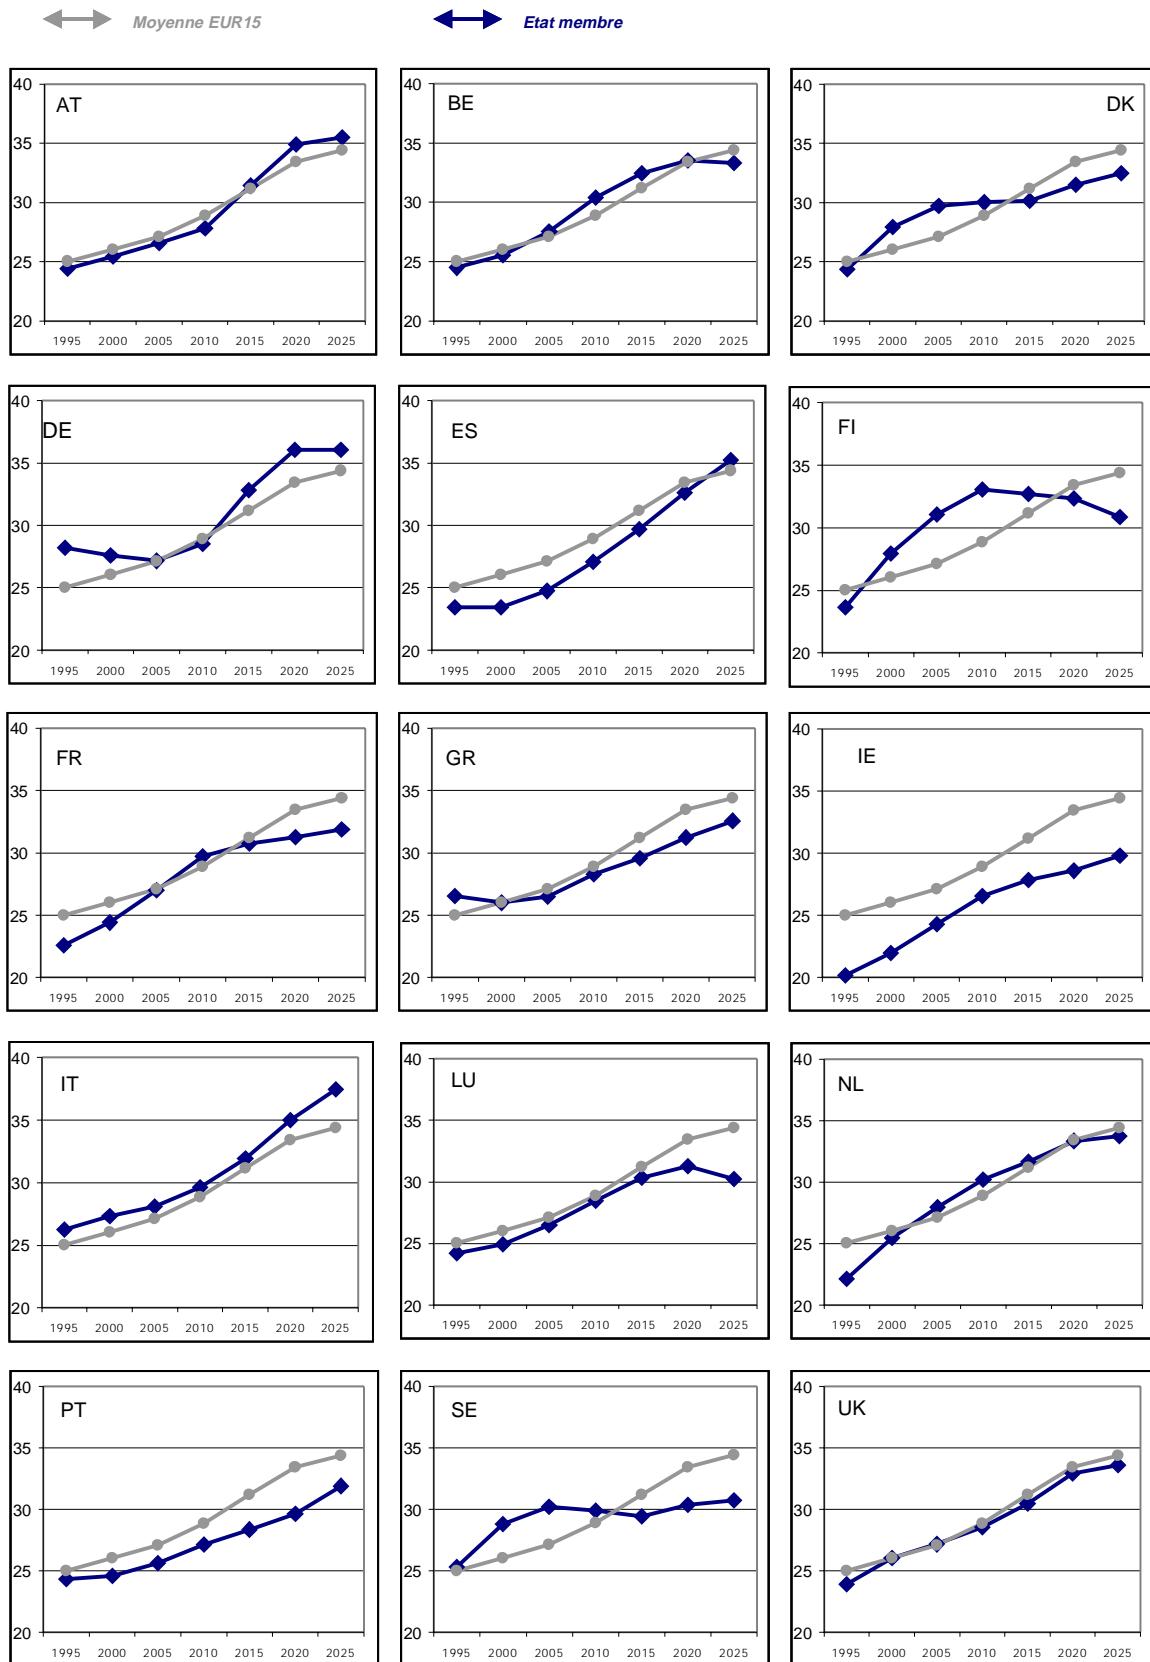 Moyenne EUR15 Etat membre
40 AT 35 30 25 20
1995 2000 2005 2010 2015 2020 2025
40 BE 35 30 25 20
1995 2000 2005 2010 2015 2020 2025
40 DK 35 30 25 20
1995 2000 2005 2010 2015 2020 2025
40 DE 35 30 25 20
1995 2000 2005 2010 2015 2020 2025
40 ES 35 30 25 20
1995 2000 2005 2010 2015 2020 2025
40 FI 35 30 25 20
1995 2000 2005 2010 2015 2020 2025
40 FR 35 30 25 20
1995 2000 2005 2010 2015 2020 2025
40 GR 35 30 25 20
1995 2000 2005 2010 2015 2020 2025
40 IE 35 30 25 20
1995 2000 2005 2010 2015 2020 2025
40 IT 35 30 25 20
1995 2000 2005 2010 2015 2020 2025
40 LU 35 30 25 20
1995 2000 2005 2010 2015 2020 2025
40 NL 35 30 25 20
1995 2000 2005 2010 2015 2020 2025
40 PT 35 30 25 20
1995 2000 2005 2010 2015 2020 2025
40 SE 35 30 25 20
1995 2000 2005 2010 2015 2020 2025
40 UK 35 30 25 20
1995 2000 2005 2010 2015 2020 2025